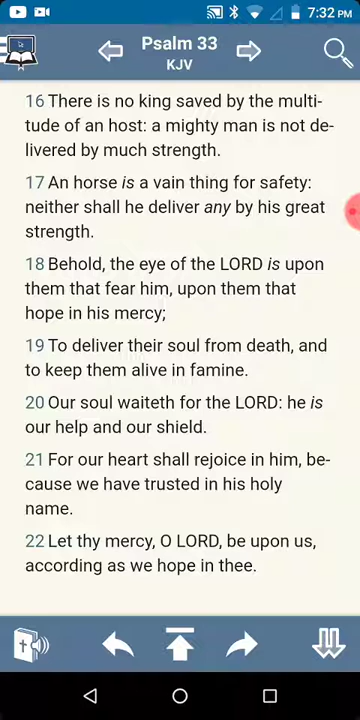 7:32 PM
Psalm 33
KJV
16 There is no king saved by the multi-
tude of an host: a mighty man is not de-
livered by much strength.
17 An horse is a vain thing for safety:
neither shall he deliver any by his great
strength.
18 Behold, the eye of the LORD is upon
them that fear him, upon them that
hope in his mercy;
19 To deliver their soul from death, and
to keep them alive in famine.
20 Our soul waiteth for the LORD: he is
our help and our shield.
21 For our heart shall rejoice in him, be-
cause we have trusted in his holy
name.
22 Let thy mercy, O LORD, be upon us,
according as we hope in thee.